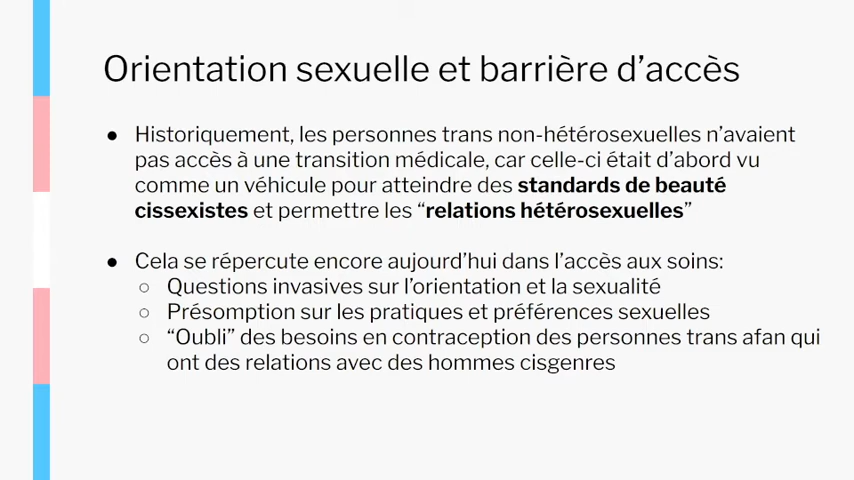 Orientation sexuelle et barrière d’accès
● Historiquement, les personnes trans non-hétérosexuelles n’avaient
pas accès à une transition médicale, car celle-ci était d’abord vu
comme un véhicule pour atteindre des standards de beauté
cissexistes et permettre les “relations hétérosexuelles”
● Cela se répercute encore aujourd’hui dans l’accès aux soins:
○ Questions invasives sur l’orientation et la sexualité
○ Présomption sur les pratiques et préférences sexuelles
○ “Oubli” des besoins en contraception des personnes trans afan qui
ont des relations avec des hommes cisgenres